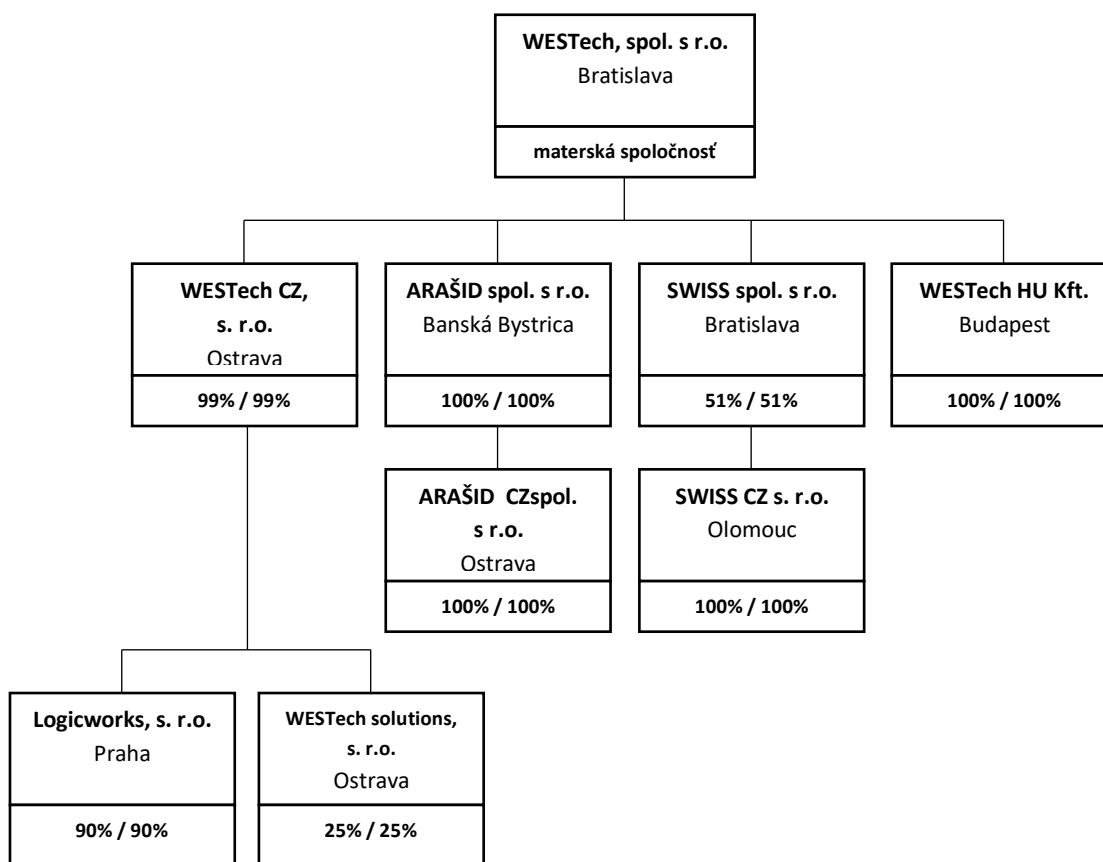 WESTech, spol. s r.o.
Bratislava
materská spoločnosť
WESTech CZ,
s. r.o.
Ostrava
99% / 99%
ARAŠID spol. s r.o.
Banská Bystrica
100% / 100%
SWISS spol. s r.o.
Bratislava
51% / 51%
WESTech HU Kft.
Budapest
100% / 100%
ARAŠID  CZspol.
s r.o.
Ostrava
100% / 100%
SWISS CZ s. r.o.
Olomouc
100% / 100%
Logicworks, s. r.o.
Praha
90% / 90%
WESTech solutions,
s. r.o.
Ostrava
25% / 25%